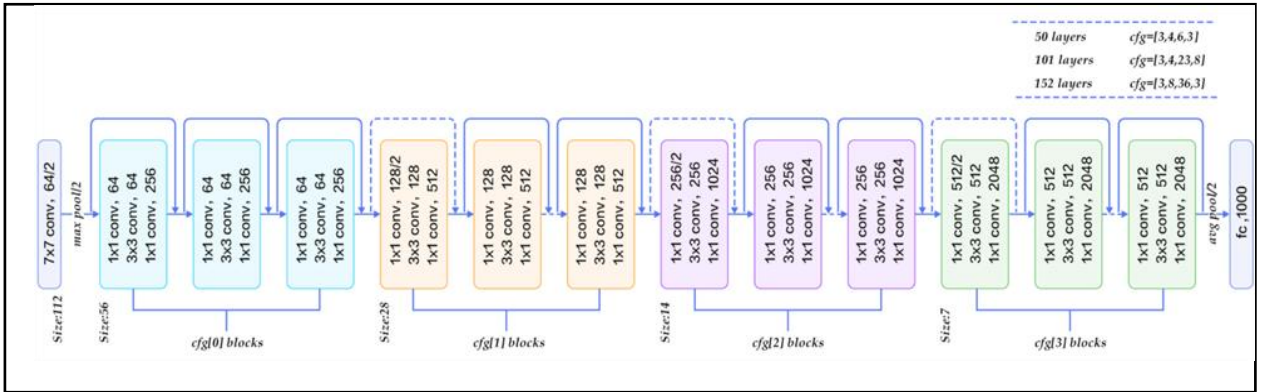 50 layers cfg=[3,4,6,3]
101 layers cfg=[3,4,23,8]
152 layers cfg=[3,8,36,3]
7x7 conv, 64/2
max pool/2
1x1 conv, 64
3x3 conv, 64
1x1 conv, 256
1x1 conv, 64
3x3 conv, 64
1x1 conv, 256
1x1 conv, 64
3x3 conv, 64
1x1 conv, 256
1x1 conv, 128/2
3x3 conv, 128
1x1 conv, 512
1x1 conv, 128
3x3 conv, 128
1x1 conv, 512
1x1 conv, 128
3x3 conv, 128
1x1 conv, 512
1x1 conv, 256/2
3x3 conv, 256
1x1 conv, 1024
1x1 conv, 256
3x3 conv, 256
1x1 conv, 1024
1x1 conv, 256
3x3 conv, 256
1x1 conv, 1024
1x1 conv, 512/2
3x3 conv, 512
1x1 conv, 2048
1x1 conv, 512
3x3 conv, 512
1x1 conv, 2048
1x1 conv, 512
3x3 conv, 512
1x1 conv, 2048
avg pool/2
fc ,1000
Size:112
Size:56
Size:28
Size:14
Size:7
cfg[0] blocks
cfg[1] blocks
cfg[2] blocks
cfg[3] blocks